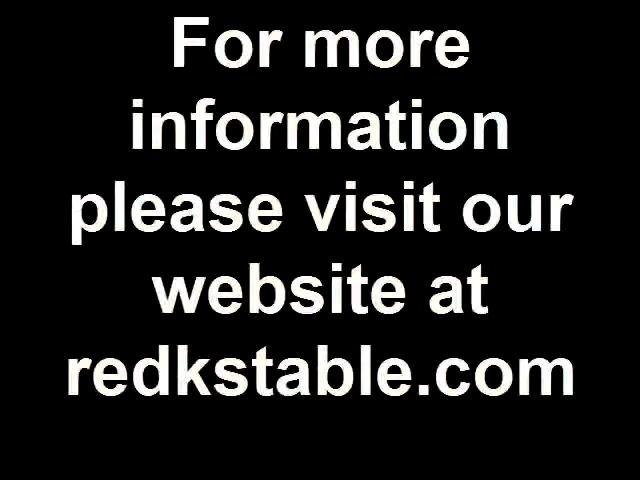 For more
information
please visit our
website at
redkstable.com